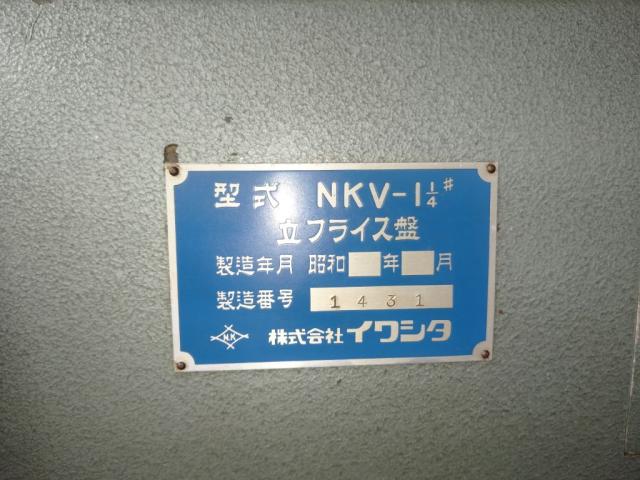 型式 NKV-1¼#
立フライス盤
製造年月 昭和 年 月
製造番号 1431
N.K 株式会社イワシタ